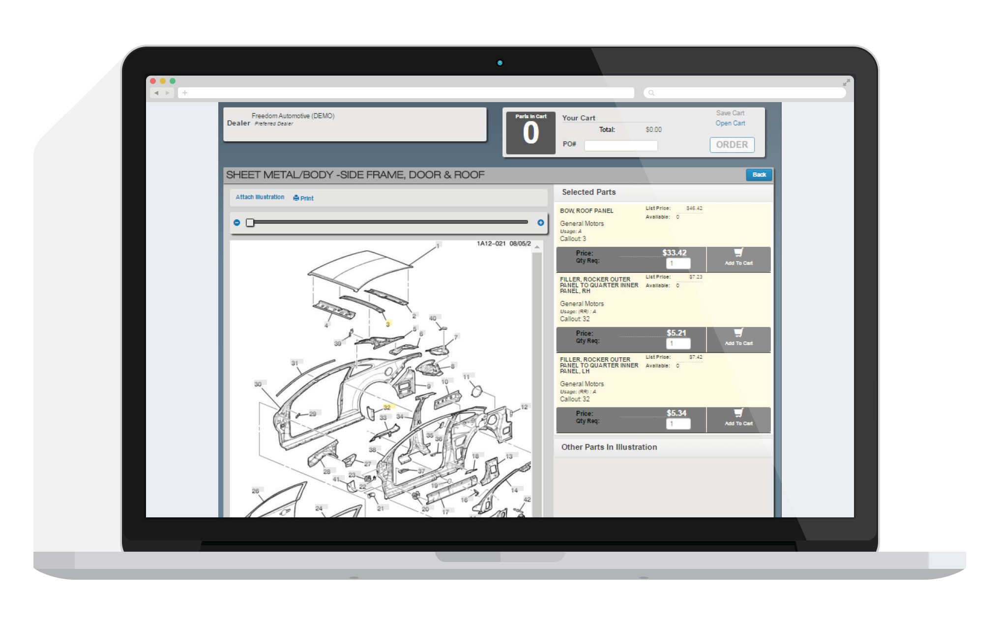 Freedom Automotive (DEMO)
Dealer Preferred Dealer
Parts In Cart
0
Your Cart
Total: $0.00
PO#
Save Cart
Open Cart
ORDER
SHEET METAL/BODY -SIDE FRAME, DOOR & ROOF
Back
Attach Illustration Print
1A12-021 08/05/2
1
2
3
4
40
5
6
7
39
31
8
30
11
10
9
32
12
29
33
34
35
36
38
18
13
27
28
37
23
41
22
19
26
14
16
42
21
20
24
17
Selected Parts
BOW, ROOF PANEL
List Price: $46.42
Available: 0
General Motors
Usage: A
Callout: 3
Price: $33.42
Qty Req: 1
Add To Cart
FILLER, ROCKER OUTER
PANEL TO QUARTER INNER
PANEL, RH
List Price: $7.23
Available: 0
General Motors
Usage: (RR) : A
Callout: 32
Price: $5.21
Qty Req: 1
Add To Cart
FILLER, ROCKER OUTER
PANEL TO QUARTER INNER
PANEL, LH
List Price: $7.42
Available: 0
General Motors
Usage: (RR) : A
Callout: 32
Price: $5.34
Qty Req: 1
Add To Cart
Other Parts In Illustration